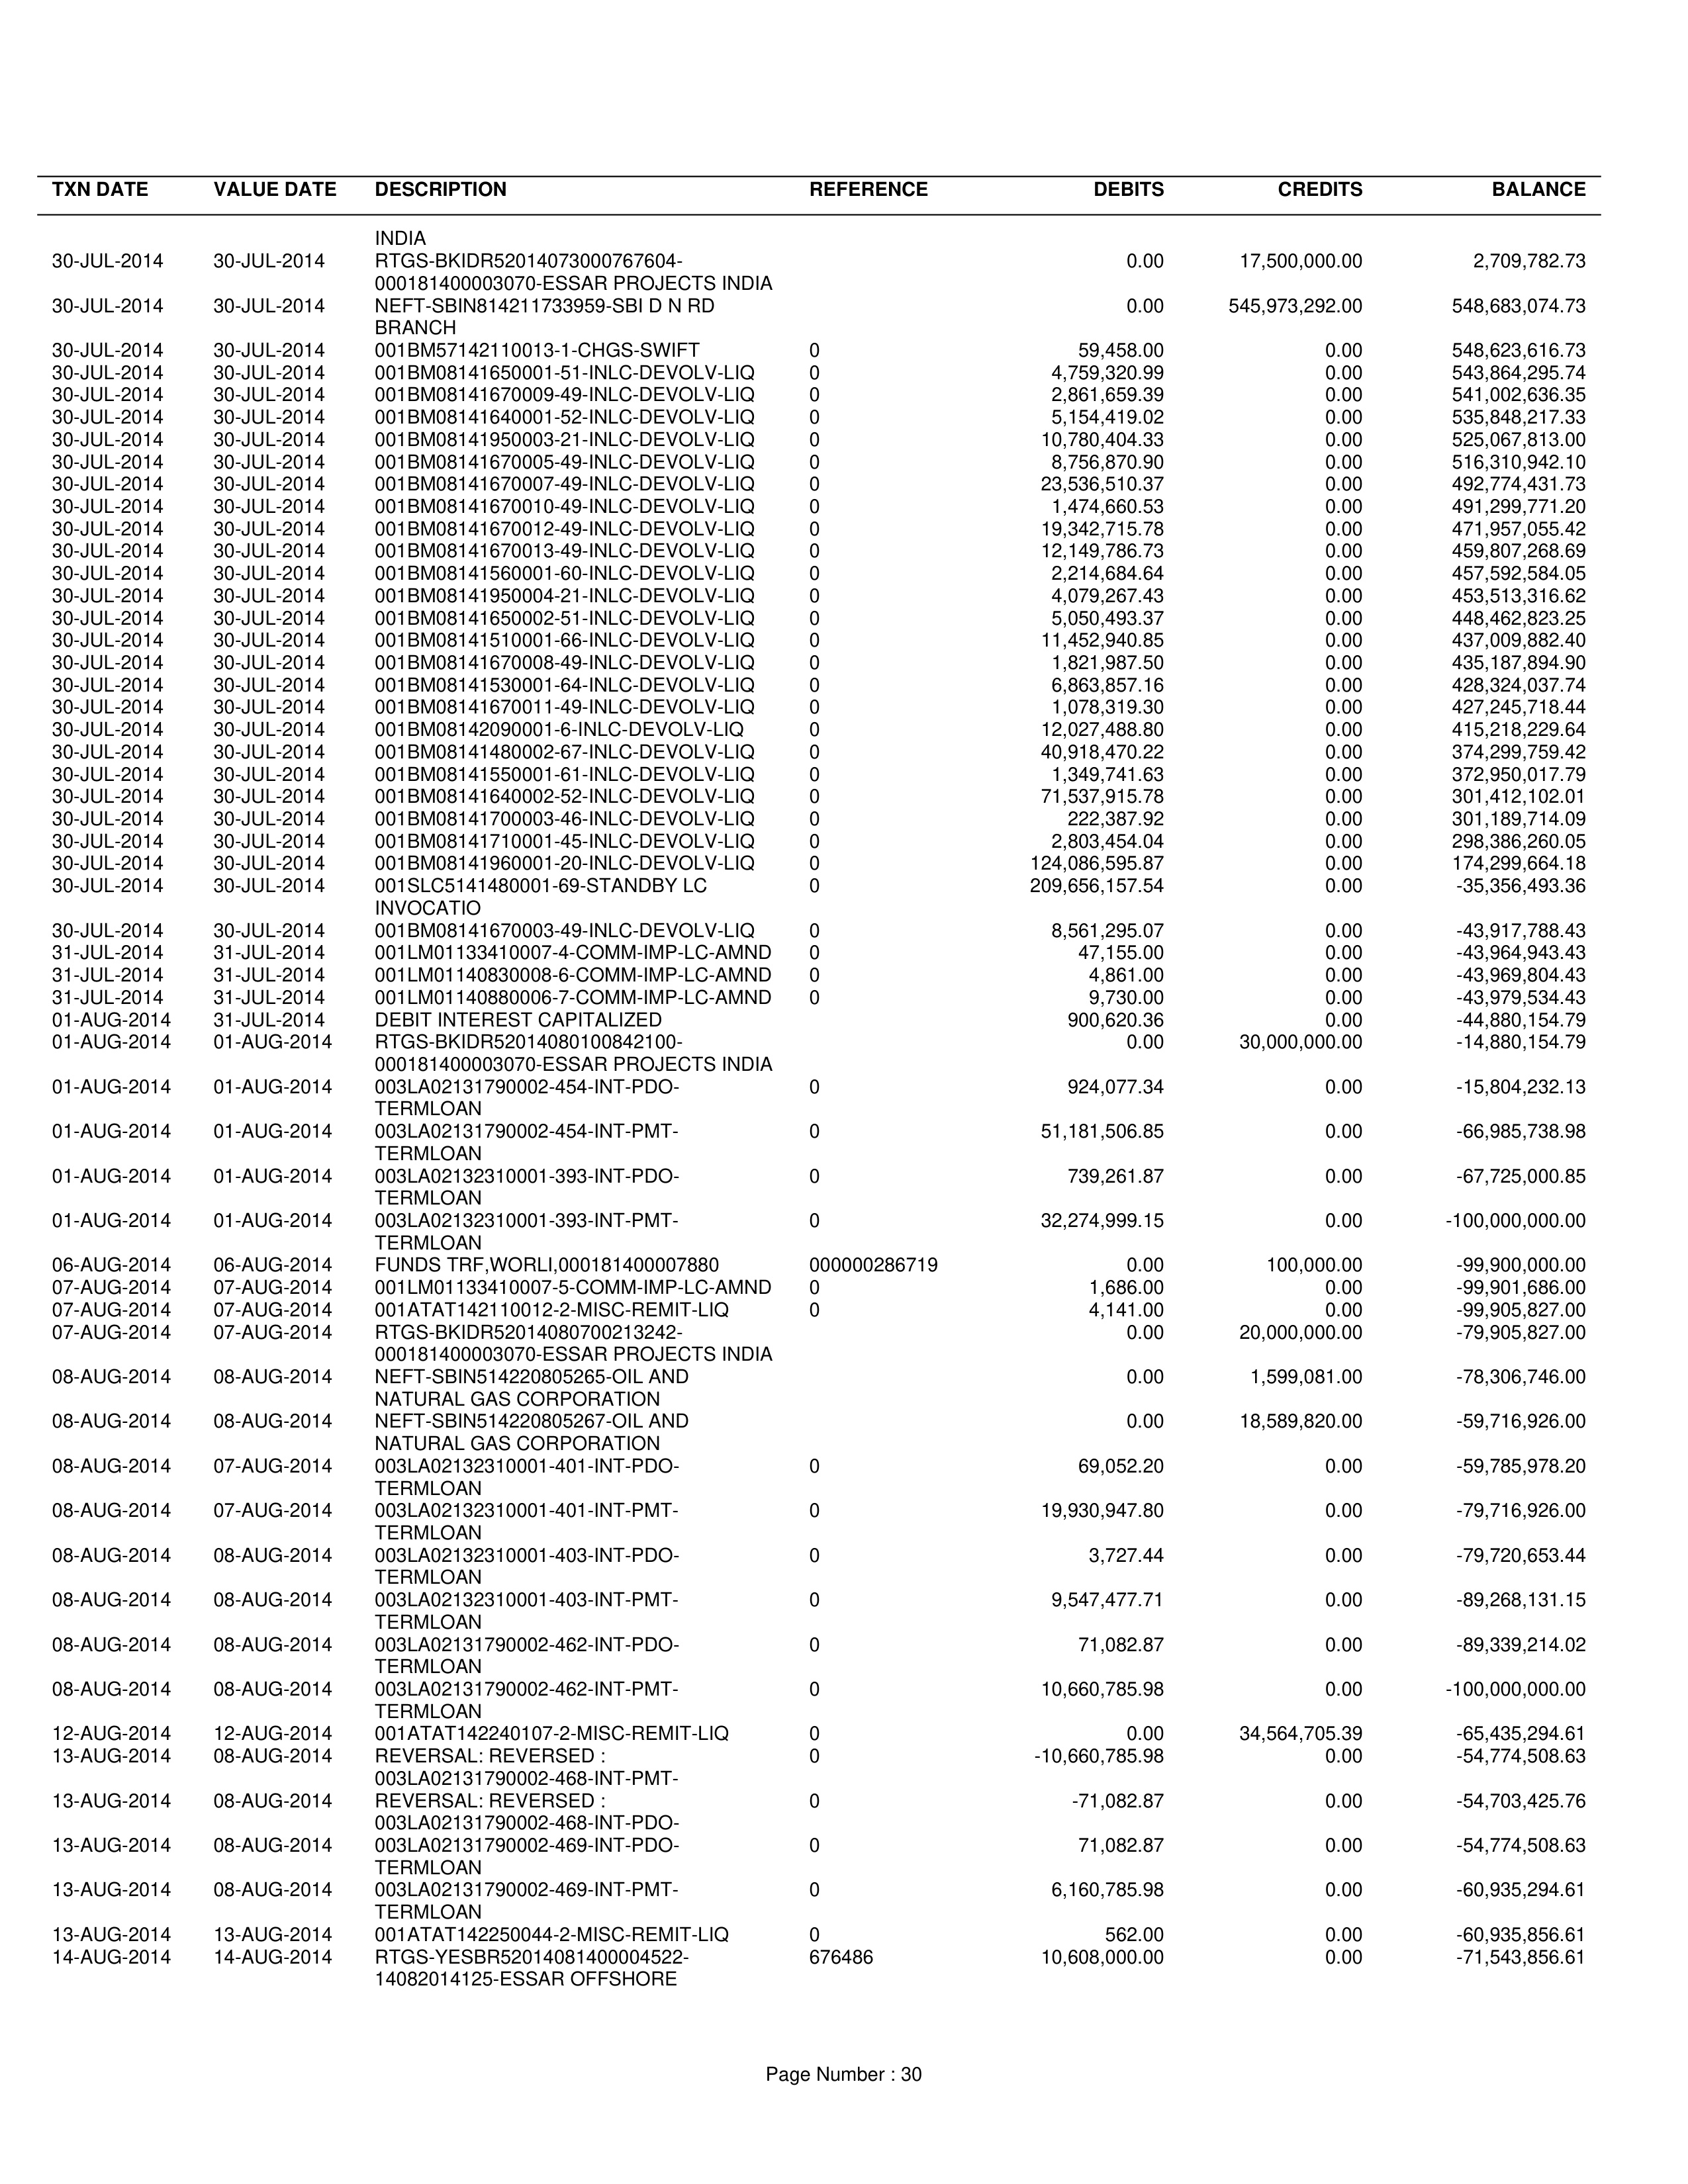 TXN DATE VALUE DATE DESCRIPTION REFERENCE DEBITS CREDITS BALANCE
INDIA
30-JUL-2014 30-JUL-2014 RTGS-BKIDR52014073000767604- 0.00 17,500,000.00 2,709,782.73
000181400003070-ESSAR PROJECTS INDIA
30-JUL-2014 30-JUL-2014 NEFT-SBIN814211733959-SBI D N RD 0.00 545,973,292.00 548,683,074.73
BRANCH
30-JUL-2014 30-JUL-2014 001BM57142110013-1-CHGS-SWIFT 0 59,458.00 0.00 548,623,616.73
30-JUL-2014 30-JUL-2014 001BM08141650001-51-INLC-DEVOLV-LIQ 0 4,759,320.99 0.00 543,864,295.74
30-JUL-2014 30-JUL-2014 001BM08141670009-49-INLC-DEVOLV-LIQ 0 2,861,659.39 0.00 541,002,636.35
30-JUL-2014 30-JUL-2014 001BM08141640001-52-INLC-DEVOLV-LIQ 0 5,154,419.02 0.00 535,848,217.33
30-JUL-2014 30-JUL-2014 001BM08141950003-21-INLC-DEVOLV-LIQ 0 10,780,404.33 0.00 525,067,813.00
30-JUL-2014 30-JUL-2014 001BM08141670005-49-INLC-DEVOLV-LIQ 0 8,756,870.90 0.00 516,310,942.10
30-JUL-2014 30-JUL-2014 001BM08141670007-49-INLC-DEVOLV-LIQ 0 23,536,510.37 0.00 492,774,431.73
30-JUL-2014 30-JUL-2014 001BM08141670010-49-INLC-DEVOLV-LIQ 0 1,474,660.53 0.00 491,299,771.20
30-JUL-2014 30-JUL-2014 001BM08141670012-49-INLC-DEVOLV-LIQ 0 19,342,715.78 0.00 471,957,055.42
30-JUL-2014 30-JUL-2014 001BM08141670013-49-INLC-DEVOLV-LIQ 0 12,149,786.73 0.00 459,807,268.69
30-JUL-2014 30-JUL-2014 001BM08141560001-60-INLC-DEVOLV-LIQ 0 2,214,684.64 0.00 457,592,584.05
30-JUL-2014 30-JUL-2014 001BM08141950004-21-INLC-DEVOLV-LIQ 0 4,079,267.43 0.00 453,513,316.62
30-JUL-2014 30-JUL-2014 001BM08141650002-51-INLC-DEVOLV-LIQ 0 5,050,493.37 0.00 448,462,823.25
30-JUL-2014 30-JUL-2014 001BM08141510001-66-INLC-DEVOLV-LIQ 0 11,452,940.85 0.00 437,009,882.40
30-JUL-2014 30-JUL-2014 001BM08141670008-49-INLC-DEVOLV-LIQ 0 1,821,987.50 0.00 435,187,894.90
30-JUL-2014 30-JUL-2014 001BM08141530001-64-INLC-DEVOLV-LIQ 0 6,863,857.16 0.00 428,324,037.74
30-JUL-2014 30-JUL-2014 001BM08141670011-49-INLC-DEVOLV-LIQ 0 1,078,319.30 0.00 427,245,718.44
30-JUL-2014 30-JUL-2014 001BM08142090001-6-INLC-DEVOLV-LIQ 0 12,027,488.80 0.00 415,218,229.64
30-JUL-2014 30-JUL-2014 001BM08141480002-67-INLC-DEVOLV-LIQ 0 40,918,470.22 0.00 374,299,759.42
30-JUL-2014 30-JUL-2014 001BM08141550001-61-INLC-DEVOLV-LIQ 0 1,349,741.63 0.00 372,950,017.79
30-JUL-2014 30-JUL-2014 001BM08141640002-52-INLC-DEVOLV-LIQ 0 71,537,915.78 0.00 301,412,102.01
30-JUL-2014 30-JUL-2014 001BM08141700003-46-INLC-DEVOLV-LIQ 0 222,387.92 0.00 301,189,714.09
30-JUL-2014 30-JUL-2014 001BM08141710001-45-INLC-DEVOLV-LIQ 0 2,803,454.04 0.00 298,386,260.05
30-JUL-2014 30-JUL-2014 001BM08141960001-20-INLC-DEVOLV-LIQ 0 124,086,595.87 0.00 174,299,664.18
30-JUL-2014 30-JUL-2014 001SLC5141480001-69-STANDBY LC 0 209,656,157.54 0.00 -35,356,493.36
INVOCATIO
30-JUL-2014 30-JUL-2014 001BM08141670003-49-INLC-DEVOLV-LIQ 0 8,561,295.07 0.00 -43,917,788.43
31-JUL-2014 31-JUL-2014 001LM01133410007-4-COMM-IMP-LC-AMND 0 47,155.00 0.00 -43,964,943.43
31-JUL-2014 31-JUL-2014 001LM01140830008-6-COMM-IMP-LC-AMND 0 4,861.00 0.00 -43,969,804.43
31-JUL-2014 31-JUL-2014 001LM01140880006-7-COMM-IMP-LC-AMND 0 9,730.00 0.00 -43,979,534.43
01-AUG-2014 31-JUL-2014 DEBIT INTEREST CAPITALIZED 900,620.36 0.00 -44,880,154.79
01-AUG-2014 01-AUG-2014 RTGS-BKIDR52014080100842100- 0.00 30,000,000.00 -14,880,154.79
000181400003070-ESSAR PROJECTS INDIA
01-AUG-2014 01-AUG-2014 003LA02131790002-454-INT-PDO- 0 924,077.34 0.00 -15,804,232.13
TERMLOAN
01-AUG-2014 01-AUG-2014 003LA02131790002-454-INT-PMT- 0 51,181,506.85 0.00 -66,985,738.98
TERMLOAN
01-AUG-2014 01-AUG-2014 003LA02132310001-393-INT-PDO- 0 739,261.87 0.00 -67,725,000.85
TERMLOAN
01-AUG-2014 01-AUG-2014 003LA02132310001-393-INT-PMT- 0 32,274,999.15 0.00 -100,000,000.00
TERMLOAN
06-AUG-2014 06-AUG-2014 FUNDS TRF,WORLI,000181400007880 000000286719 0.00 100,000.00 -99,900,000.00
07-AUG-2014 07-AUG-2014 001LM01133410007-5-COMM-IMP-LC-AMND 0 1,686.00 0.00 -99,901,686.00
07-AUG-2014 07-AUG-2014 001ATAT142110012-2-MISC-REMIT-LIQ 0 4,141.00 0.00 -99,905,827.00
07-AUG-2014 07-AUG-2014 RTGS-BKIDR52014080700213242- 0.00 20,000,000.00 -79,905,827.00
000181400003070-ESSAR PROJECTS INDIA
08-AUG-2014 08-AUG-2014 NEFT-SBIN514220805265-OIL AND 0.00 1,599,081.00 -78,306,746.00
NATURAL GAS CORPORATION
08-AUG-2014 08-AUG-2014 NEFT-SBIN514220805267-OIL AND 0.00 18,589,820.00 -59,716,926.00
NATURAL GAS CORPORATION
08-AUG-2014 07-AUG-2014 003LA02132310001-401-INT-PDO- 0 69,052.20 0.00 -59,785,978.20
TERMLOAN
08-AUG-2014 07-AUG-2014 003LA02132310001-401-INT-PMT- 0 19,930,947.80 0.00 -79,716,926.00
TERMLOAN
08-AUG-2014 08-AUG-2014 003LA02132310001-403-INT-PDO- 0 3,727.44 0.00 -79,720,653.44
TERMLOAN
08-AUG-2014 08-AUG-2014 003LA02132310001-403-INT-PMT- 0 9,547,477.71 0.00 -89,268,131.15
TERMLOAN
08-AUG-2014 08-AUG-2014 003LA02131790002-462-INT-PDO- 0 71,082.87 0.00 -89,339,214.02
TERMLOAN
08-AUG-2014 08-AUG-2014 003LA02131790002-462-INT-PMT- 0 10,660,785.98 0.00 -100,000,000.00
TERMLOAN
12-AUG-2014 12-AUG-2014 001ATAT142240107-2-MISC-REMIT-LIQ 0 0.00 34,564,705.39 -65,435,294.61
13-AUG-2014 08-AUG-2014 REVERSAL: REVERSED : 0 -10,660,785.98 0.00 -54,774,508.63
003LA02131790002-468-INT-PMT-
13-AUG-2014 08-AUG-2014 REVERSAL: REVERSED : 0 -71,082.87 0.00 -54,703,425.76
003LA02131790002-468-INT-PDO-
13-AUG-2014 08-AUG-2014 003LA02131790002-469-INT-PDO- 0 71,082.87 0.00 -54,774,508.63
TERMLOAN
13-AUG-2014 08-AUG-2014 003LA02131790002-469-INT-PMT- 0 6,160,785.98 0.00 -60,935,294.61
TERMLOAN
13-AUG-2014 13-AUG-2014 001ATAT142250044-2-MISC-REMIT-LIQ 0 562.00 0.00 -60,935,856.61
14-AUG-2014 14-AUG-2014 RTGS-YESBR52014081400004522- 676486 10,608,000.00 0.00 -71,543,856.61
14082014125-ESSAR OFFSHORE
Page Number : 30